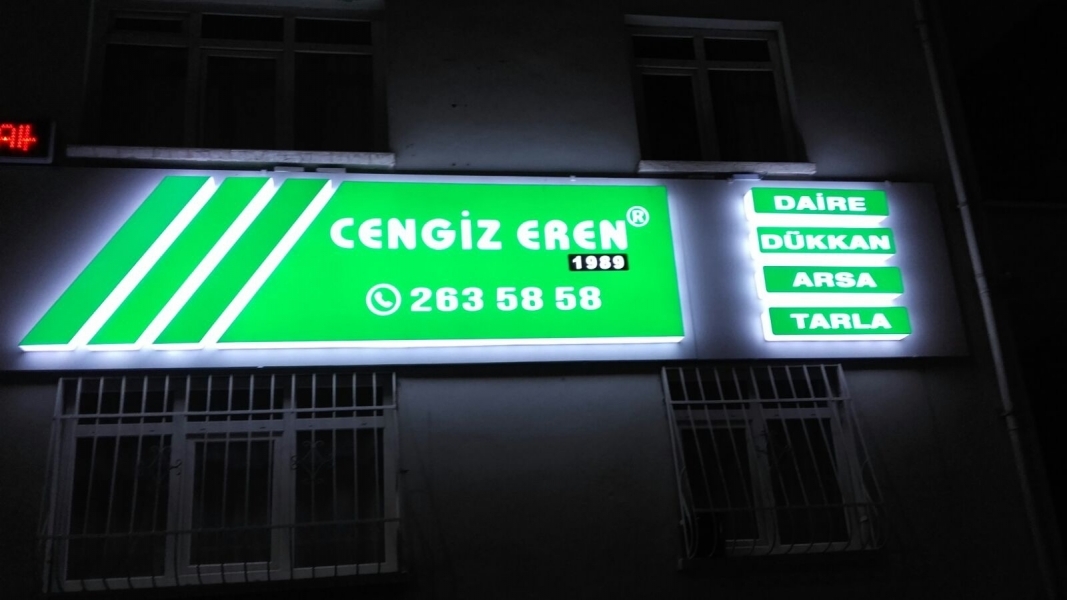 CENGİZ EREN®
1989
263 58 58
DAİRE
DÜKKAN
ARSA
TARLA